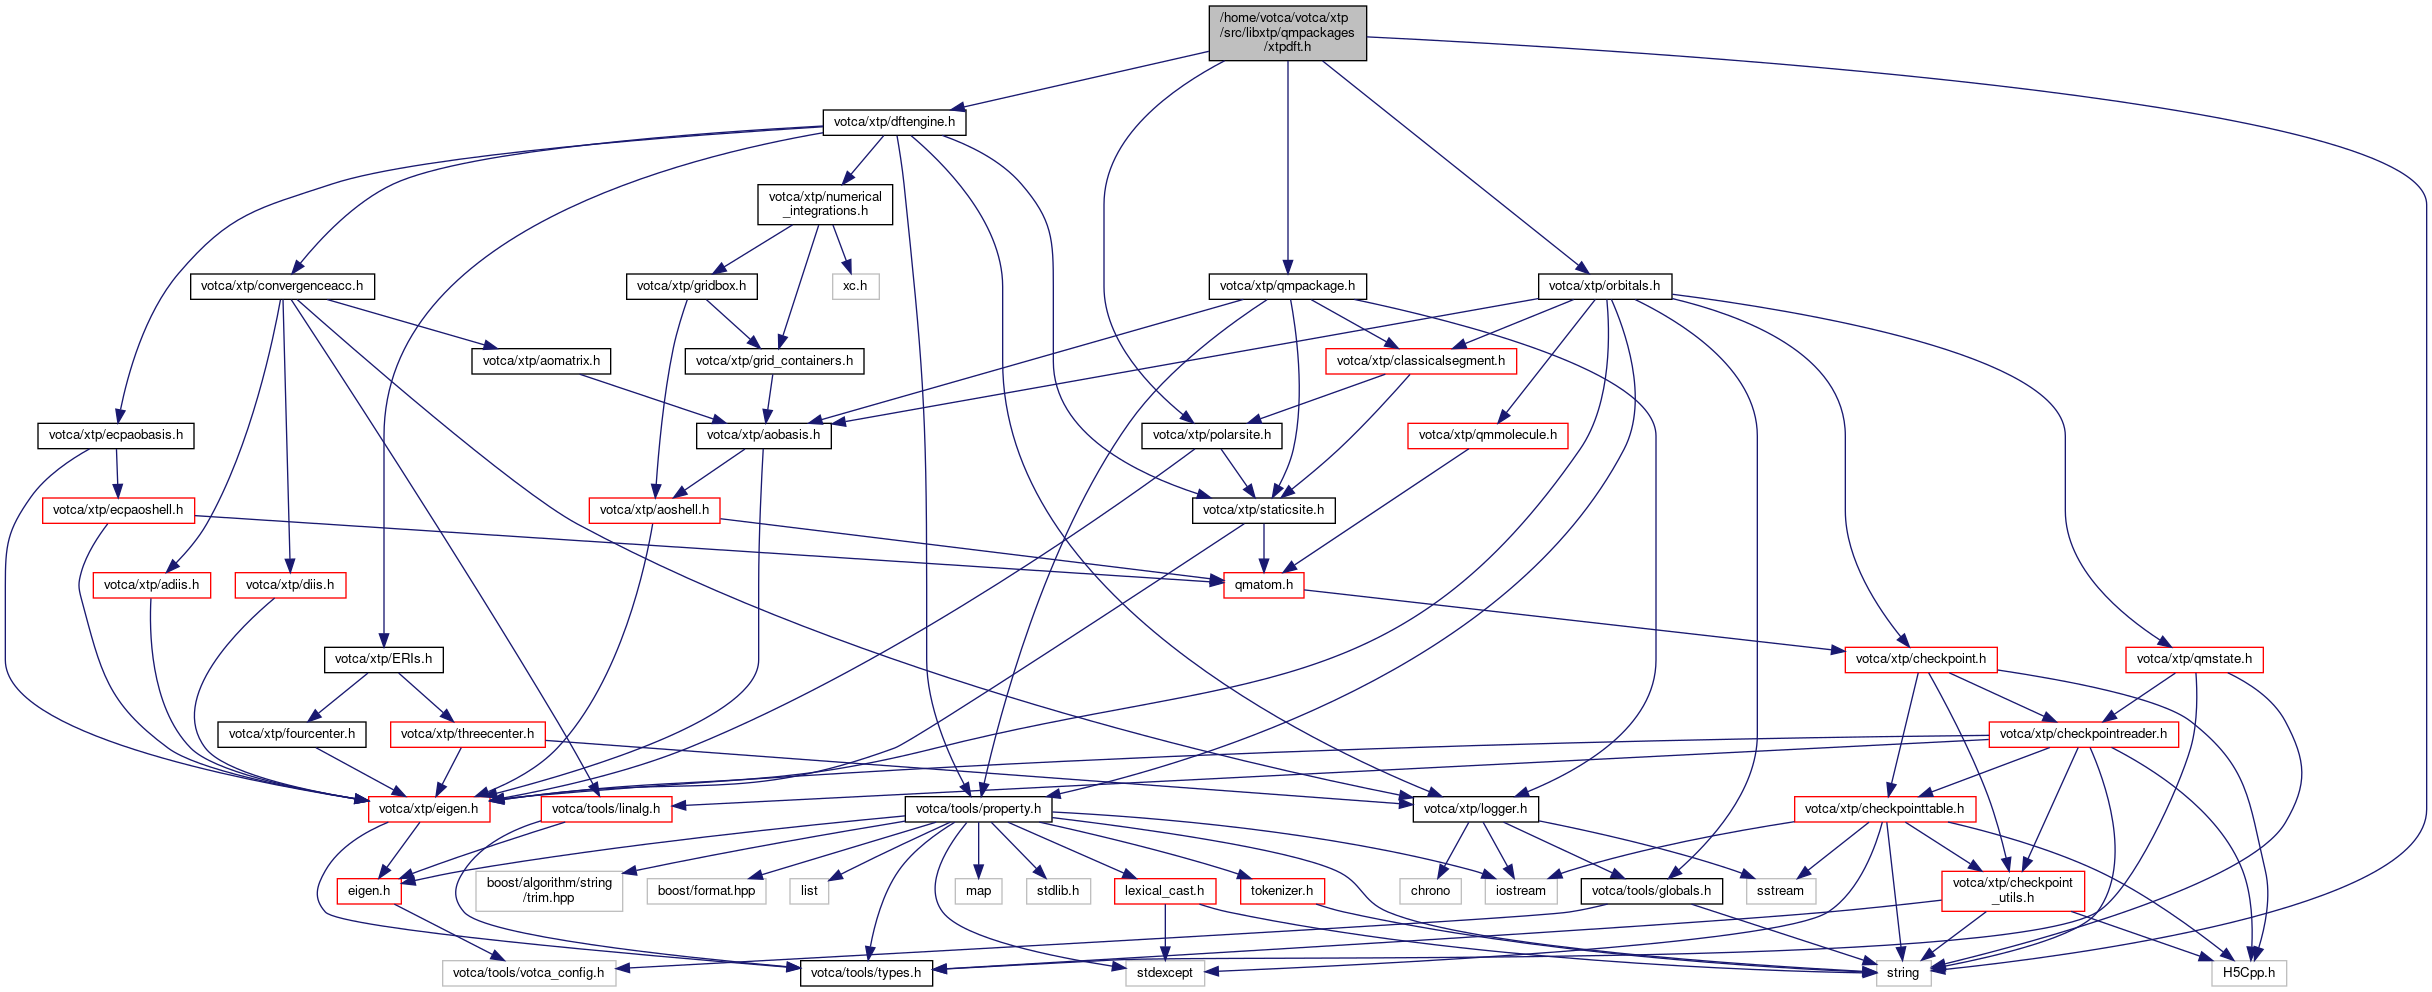 /home/votca/votca/xtp
/src/libxtp/qmpackages
/xtpdft.h
votca/xtp/dftengine.h
votca/xtp/numerical
_integrations.h
votca/xtp/convergenceacc.h
votca/xtp/gridbox.h
xc.h
votca/xtp/qmpackage.h
votca/xtp/orbitals.h
votca/xtp/aomatrix.h
votca/xtp/grid_containers.h
votca/xtp/classicalsegment.h
votca/xtp/ecpaobasis.h
votca/xtp/aobasis.h
votca/xtp/polarsite.h
votca/xtp/qmmolecule.h
votca/xtp/ecpaoshell.h
votca/xtp/aoshell.h
votca/xtp/staticsite.h
votca/xtp/adiis.h
votca/xtp/diis.h
qmatom.h
votca/xtp/ERIs.h
votca/xtp/checkpoint.h
votca/xtp/qmstate.h
votca/xtp/fourcenter.h
votca/xtp/threecenter.h
votca/xtp/checkpointreader.h
votca/xtp/eigen.h
votca/tools/linalg.h
votca/tools/property.h
votca/xtp/logger.h
votca/xtp/checkpointtable.h
eigen.h
boost/algorithm/string
/trim.hpp
boost/format.hpp
list
map
stdlib.h
lexical_cast.h
tokenizer.h
chrono
iostream
votca/tools/globals.h
sstream
votca/xtp/checkpoint
_utils.h
votca/tools/votca_config.h
votca/tools/types.h
stdexcept
string
H5Cpp.h